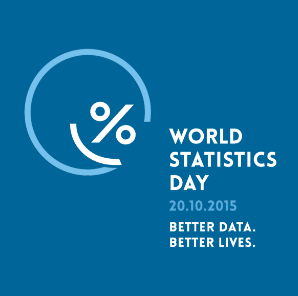 %
WORLD
STATISTICS
DAY
20.10.2015
BETTER DATA.
BETTER LIVES.